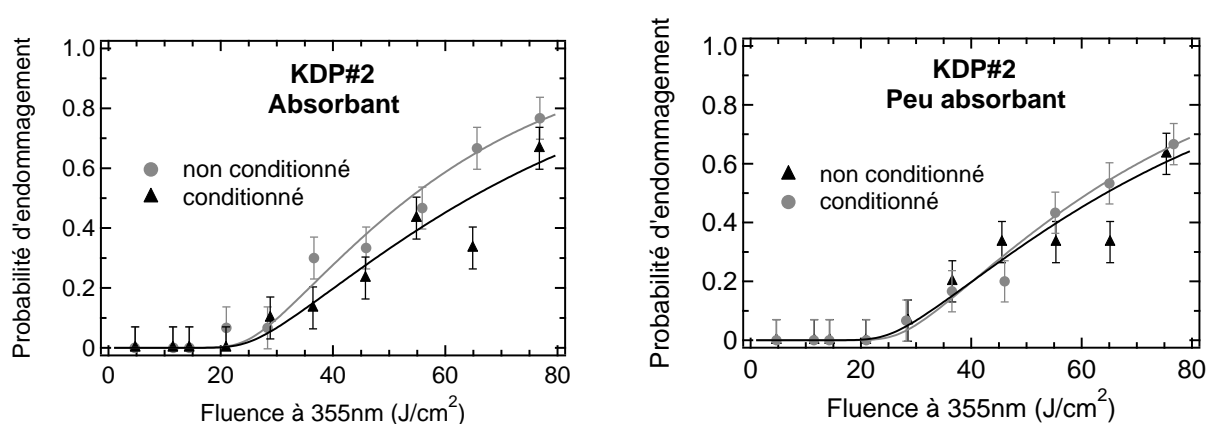 Probabilité d'endommagement
1.0
0.8
0.6
0.4
0.2
0
KDP#2
Absorbant
non conditionné
conditionné
0 20 40 60 80
Fluence à 355nm (J/cm²)
Probabilité d'endommagement
1.0
0.8
0.6
0.4
0.2
0
KDP#2
Peu absorbant
non conditionné
conditionné
0 20 40 60 80
Fluence à 355nm (J/cm²)